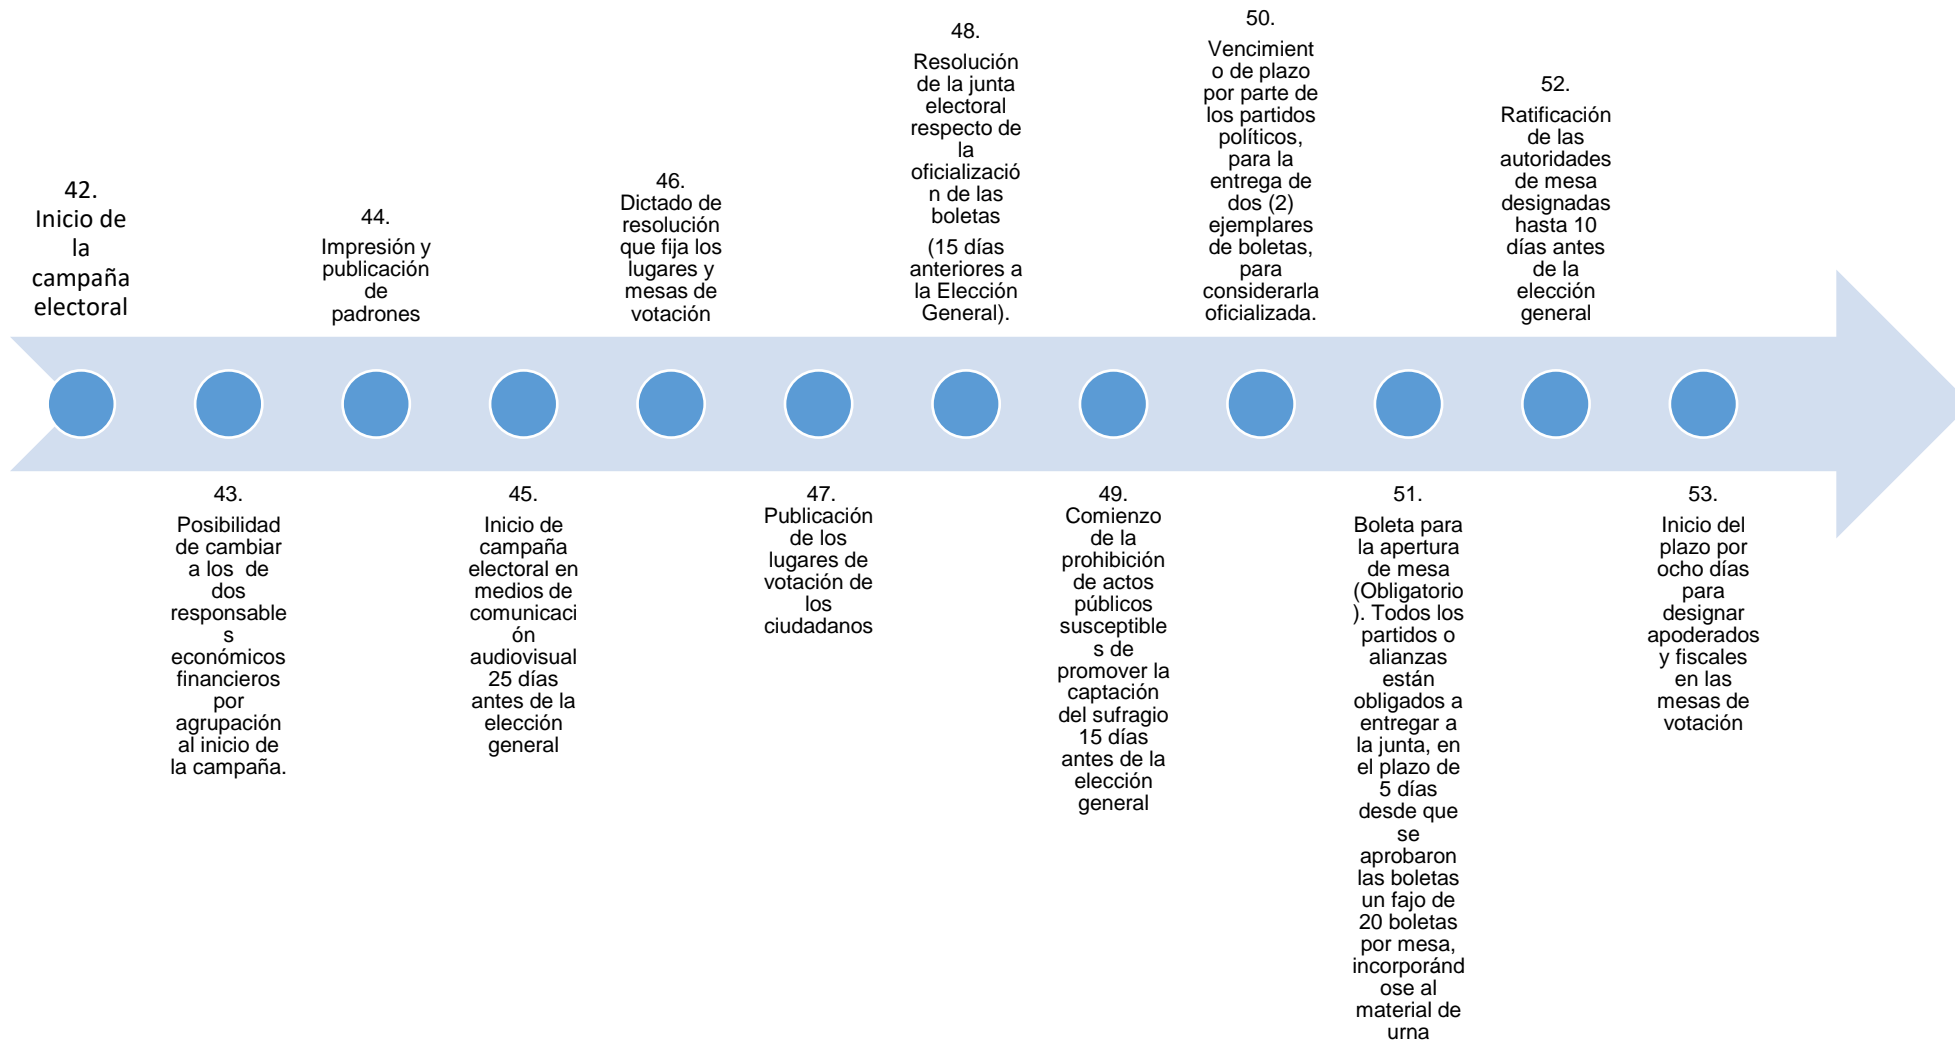 42.
Inicio de
la
campaña
electoral
43.
Posibilidad
de cambiar
a los  de
dos
responsable
s
económicos
financieros
por
agrupación
al inicio de
la campaña.
44.
Impresión y
publicación
de
padrones
45.
Inicio de
campaña
electoral en
medios de
comunicaci
ón
audiovisual
25 días
antes de la
elección
general
46.
Dictado de
resolución
que fija los
lugares y
mesas de
votación
47.
Publicación
de los
lugares de
votación de
los
ciudadanos
48.
Resolución
de la junta
electoral
respecto de
la
oficializació
n de las
boletas
(15 días
anteriores a
la Elección
General).
49.
Comienzo
de la
prohibición
de actos
públicos
susceptible
s de
promover la
captación
del sufragio
15 días
antes de la
elección
general
50.
Vencimient
o de plazo
por parte de
los partidos
políticos,
para la
entrega de
dos (2)
ejemplares
de boletas,
para
considerarla
oficializada.
51.
Boleta para
la apertura
de mesa
(Obligatorio
). Todos los
partidos o
alianzas
están
obligados a
entregar a
la junta, en
el plazo de
5 días
desde que
se
aprobaron
las boletas
un fajo de
20 boletas
por mesa,
incorporánd
ose al
material de
urna
52.
Ratificación
de las
autoridades
de mesa
designadas
hasta 10
días antes
de la
elección
general
53.
Inicio del
plazo por
ocho días
para
designar
apoderados
y fiscales
en las
mesas de
votación